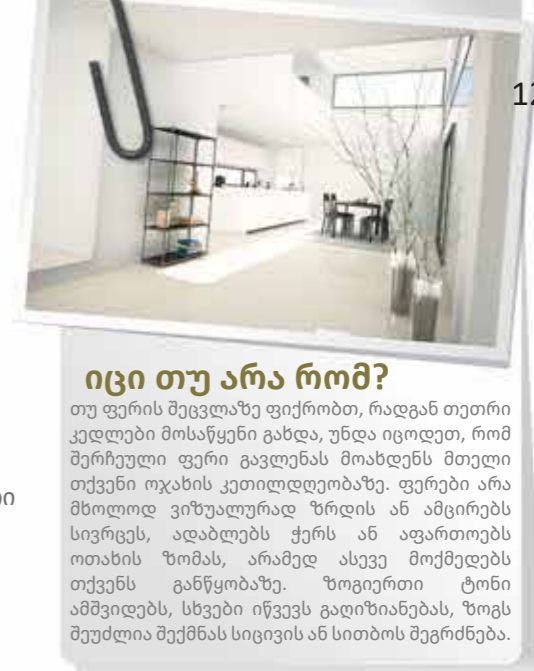 12
იცი თუ არა რომ?
თუ ფერის შეცვლაზე ფიქრობთ, რადგან თეთრი
კედლები მოსაწყენი გახდა, უნდა იცოდეთ, რომ
შერჩეული ფერი გავლენას მოახდენს მთელი
თქვენი ოჯახის კეთილდღეობაზე. ფერები არა
მხოლოდ ვიზუალურად ზრდის ან ამცირებს
სივრცეს, ადაბლებს ჭერს ან აფართოებს
ოთახის ზომას, არამედ ასევე მოქმედებს
თქვენს განწყობაზე. ზოგიერთი ტონი
ამშვიდებს, სხვები იწვევს გაღიზიანებას, ზოგს
შეუძლია შექმნას სიცივის ან სითბოს შეგრძნება.